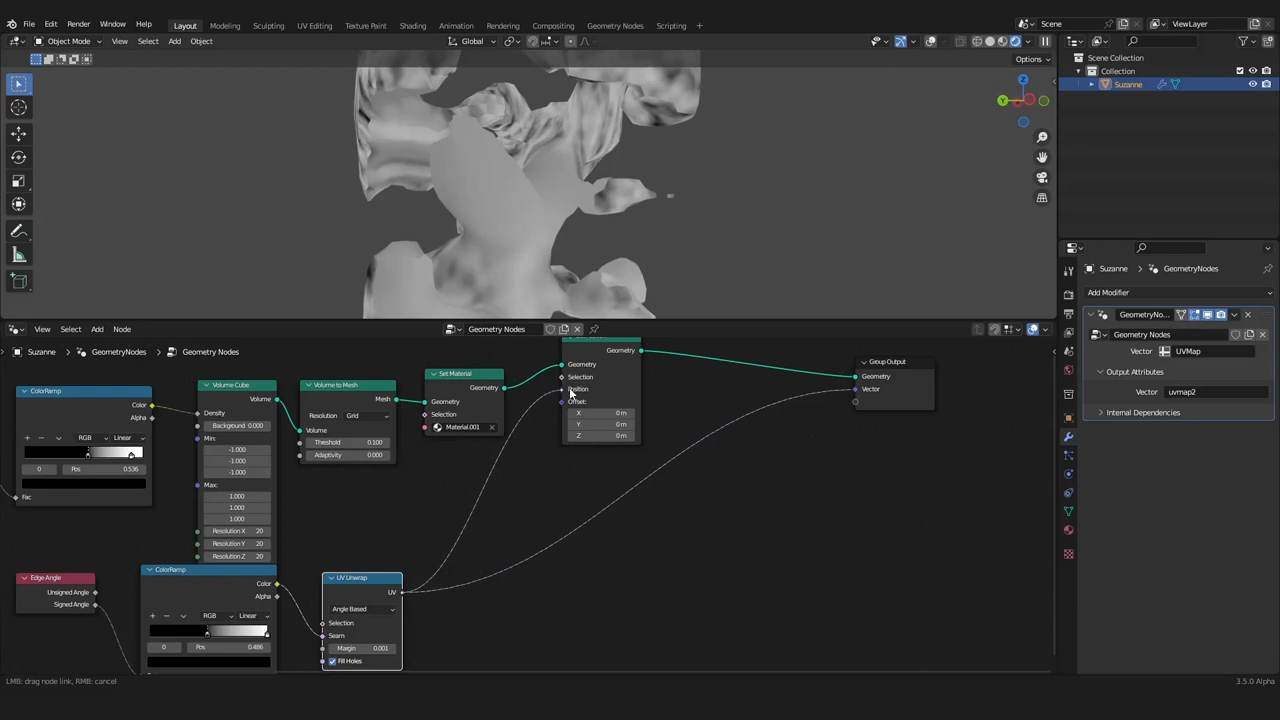 File Edit Render Window Help
Layout Modeling Sculpting UV Editing Texture Paint Shading Animation Rendering Compositing Geometry Nodes Scripting +
Scene
ViewLayer
Object Mode View Select Add Object
Global
Options
Z
Y
Scene Collection
Collection
Suzanne
View Select Add Node
Geometry Nodes
Suzanne > GeometryNodes > Geometry Nodes
ColorRamp
Color
Alpha
RGB Linear
0 Pos 0.536
Fac
Volume Cube
Volume
Density
Background 0.000
Min:
-1.000
-1.000
-1.000
Max:
1.000
1.000
1.000
Resolution X 20
Resolution Y 20
Resolution Z 20
Volume to Mesh
Mesh
Resolution Grid
Volume
Threshold 0.100
Adaptivity 0.000
Set Material
Geometry
Geometry
Selection
Material.001
Geometry
Geometry
Selection
Position
Offset:
X 0 m
Y 0 m
Z 0 m
Group Output
Geometry
Vector
Edge Angle
Unsigned Angle
Signed Angle
ColorRamp
Color
Alpha
RGB Linear
0 Pos 0.486
UV Unwrap
UV
Angle Based
Selection
Seam
Margin 0.001
Fill Holes
Suzanne > GeometryNodes
Add Modifier
GeometryNo...
Geometry Nodes
Vector UVMap
Output Attributes
Vector uvmap2
Internal Dependencies
LMB: drag node link, RMB: cancel
3.5.0 Alpha